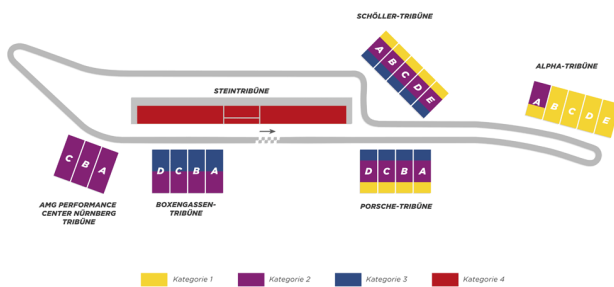 SCHÖLLER-TRIBÜNE
A B C D E
ALPHA-TRIBÜNE
A B C D E
STEINTRIBÜNE
C B A
D C B A
D C B A
AMG PERFORMANCE
CENTER NÜRNBERG
TRIBÜNE
BOXENGASSEN-
TRIBÜNE
PORSCHE-TRIBÜNE
Kategorie 1
Kategorie 2
Kategorie 3
Kategorie 4